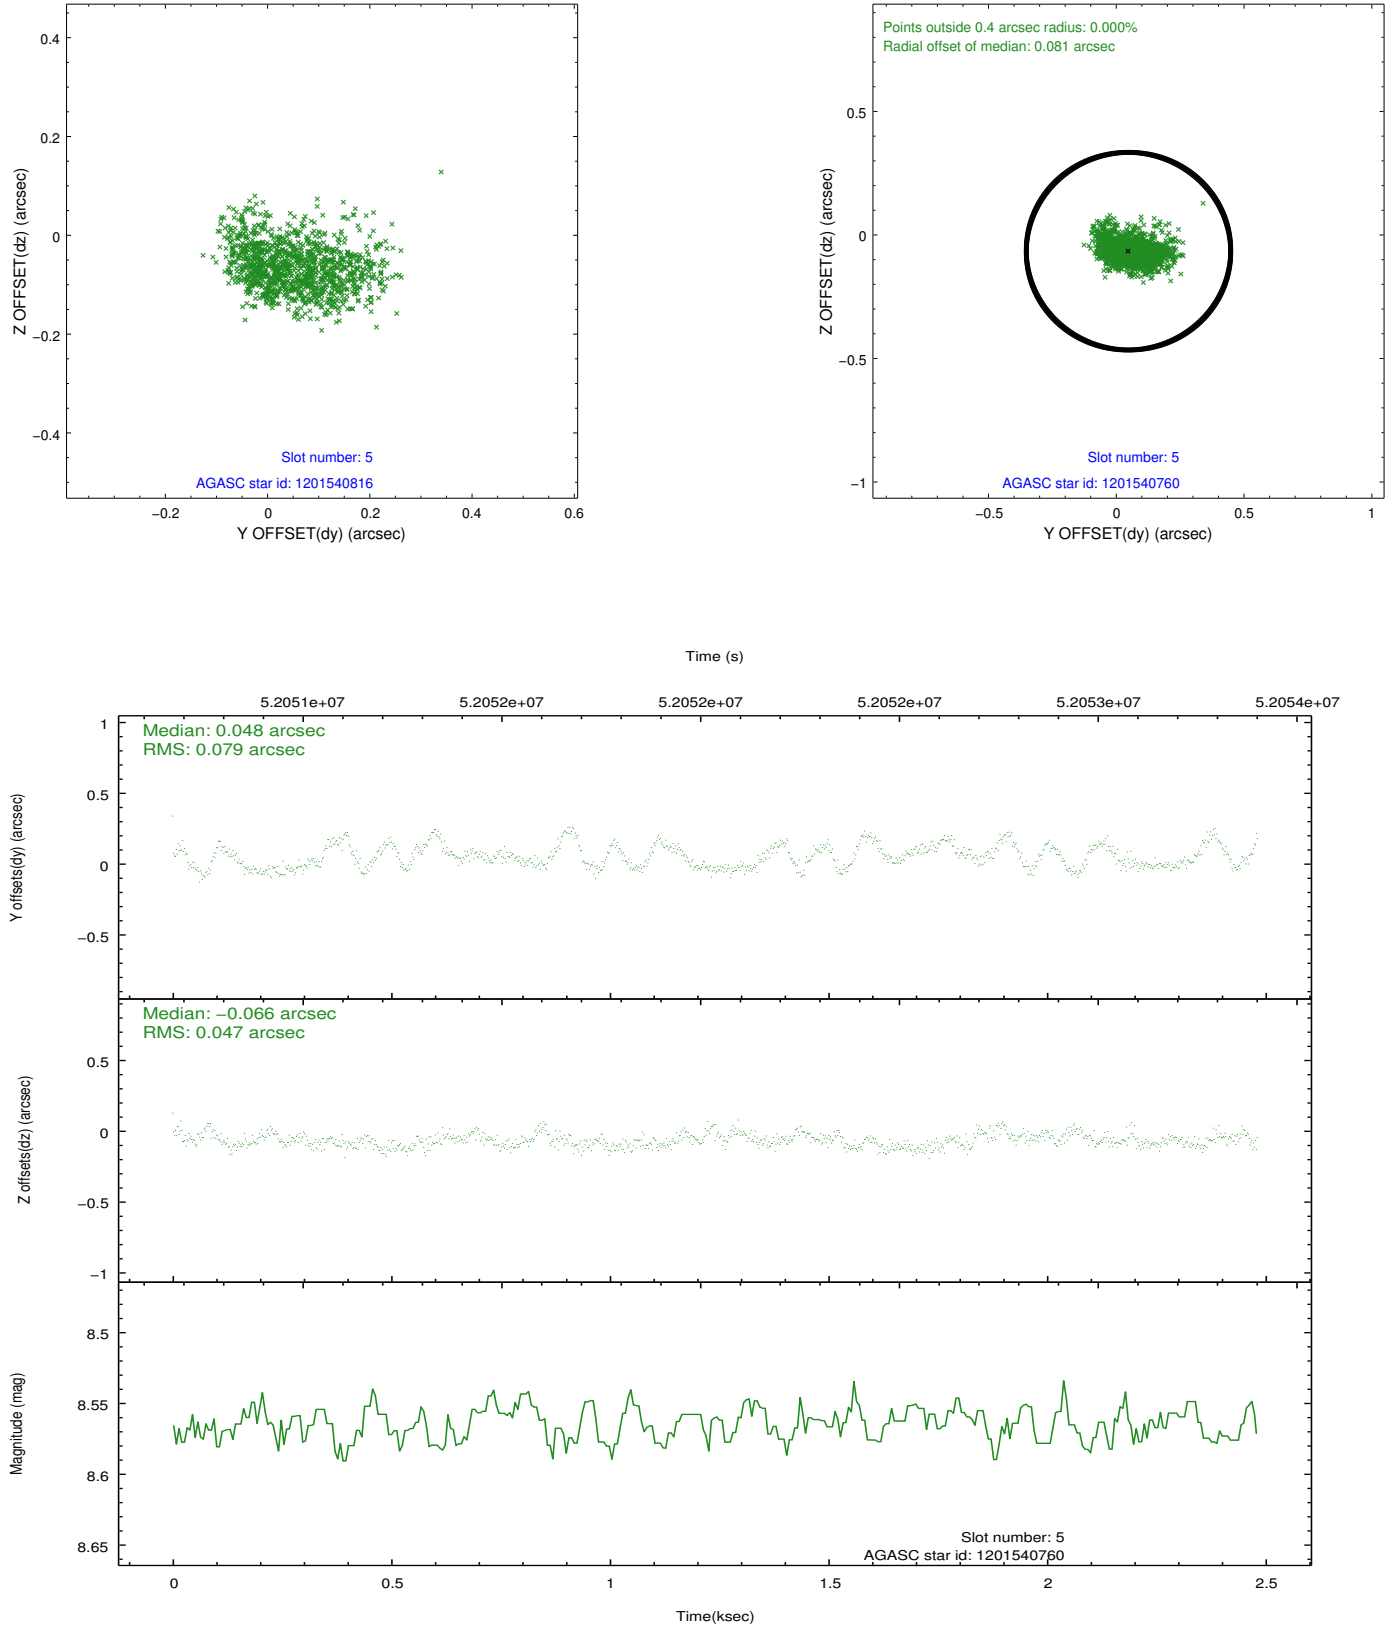 0.4
0.2
0
−0.2
−0.4
Z OFFSET(dz) (arcsec)
Slot number: 5
AGASC star id: 1201540816
−0.2 0 0.2 0.4 0.6
Y OFFSET(dy) (arcsec)
Points outside 0.4 arcsec radius: 0.000%
Radial offset of median: 0.081 arcsec
0.5
0
−0.5
−1
Z OFFSET(dz) (arcsec)
Slot number: 5
AGASC star id: 1201540760
−0.5 0 0.5 1
Y OFFSET(dy) (arcsec)
Time (s)
5.2051e+07 5.2052e+07 5.2052e+07 5.2052e+07 5.2053e+07 5.2054e+07
Median: 0.048 arcsec
RMS: 0.079 arcsec
1
0.5
0
−0.5
Y offsets(dy) (arcsec)
Median: −0.066 arcsec
RMS: 0.047 arcsec
0.5
0
−0.5
−1
Z offsets(dz) (arcsec)
8.5
8.55
8.6
8.65
Magnitude (mag)
Slot number: 5
AGASC star id: 1201540760
0 0.5 1 1.5 2 2.5
Time(ksec)